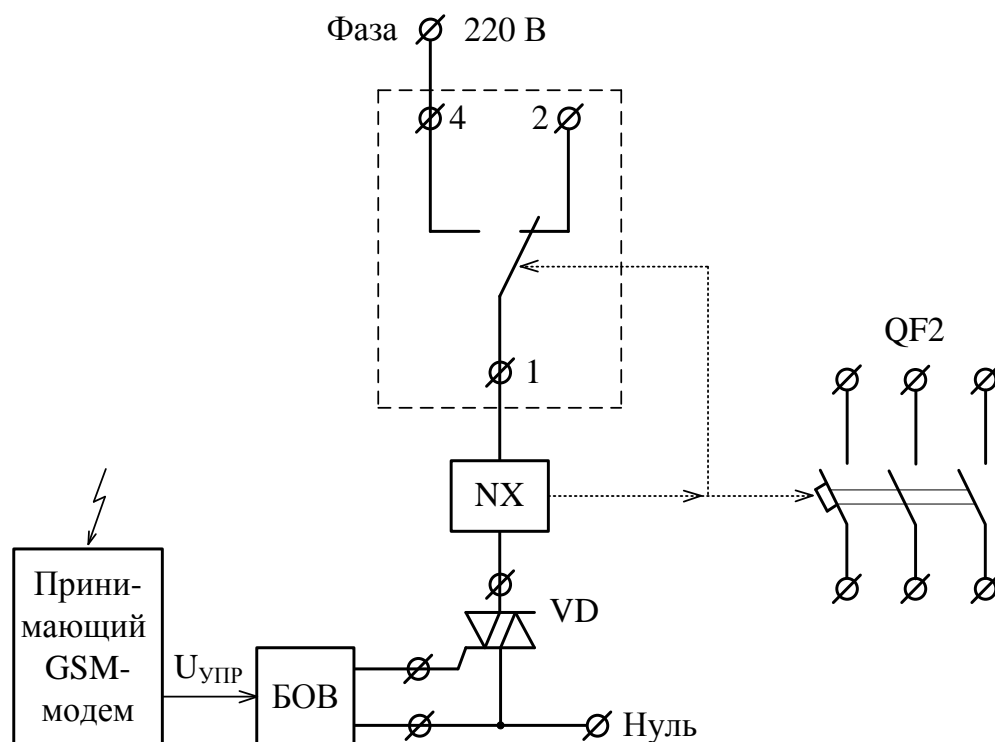 Фаза 220 В
4 2
1
QF2
NX
VD
Прини-
мающий
GSM-
модем
UУПР
БОВ
Нуль